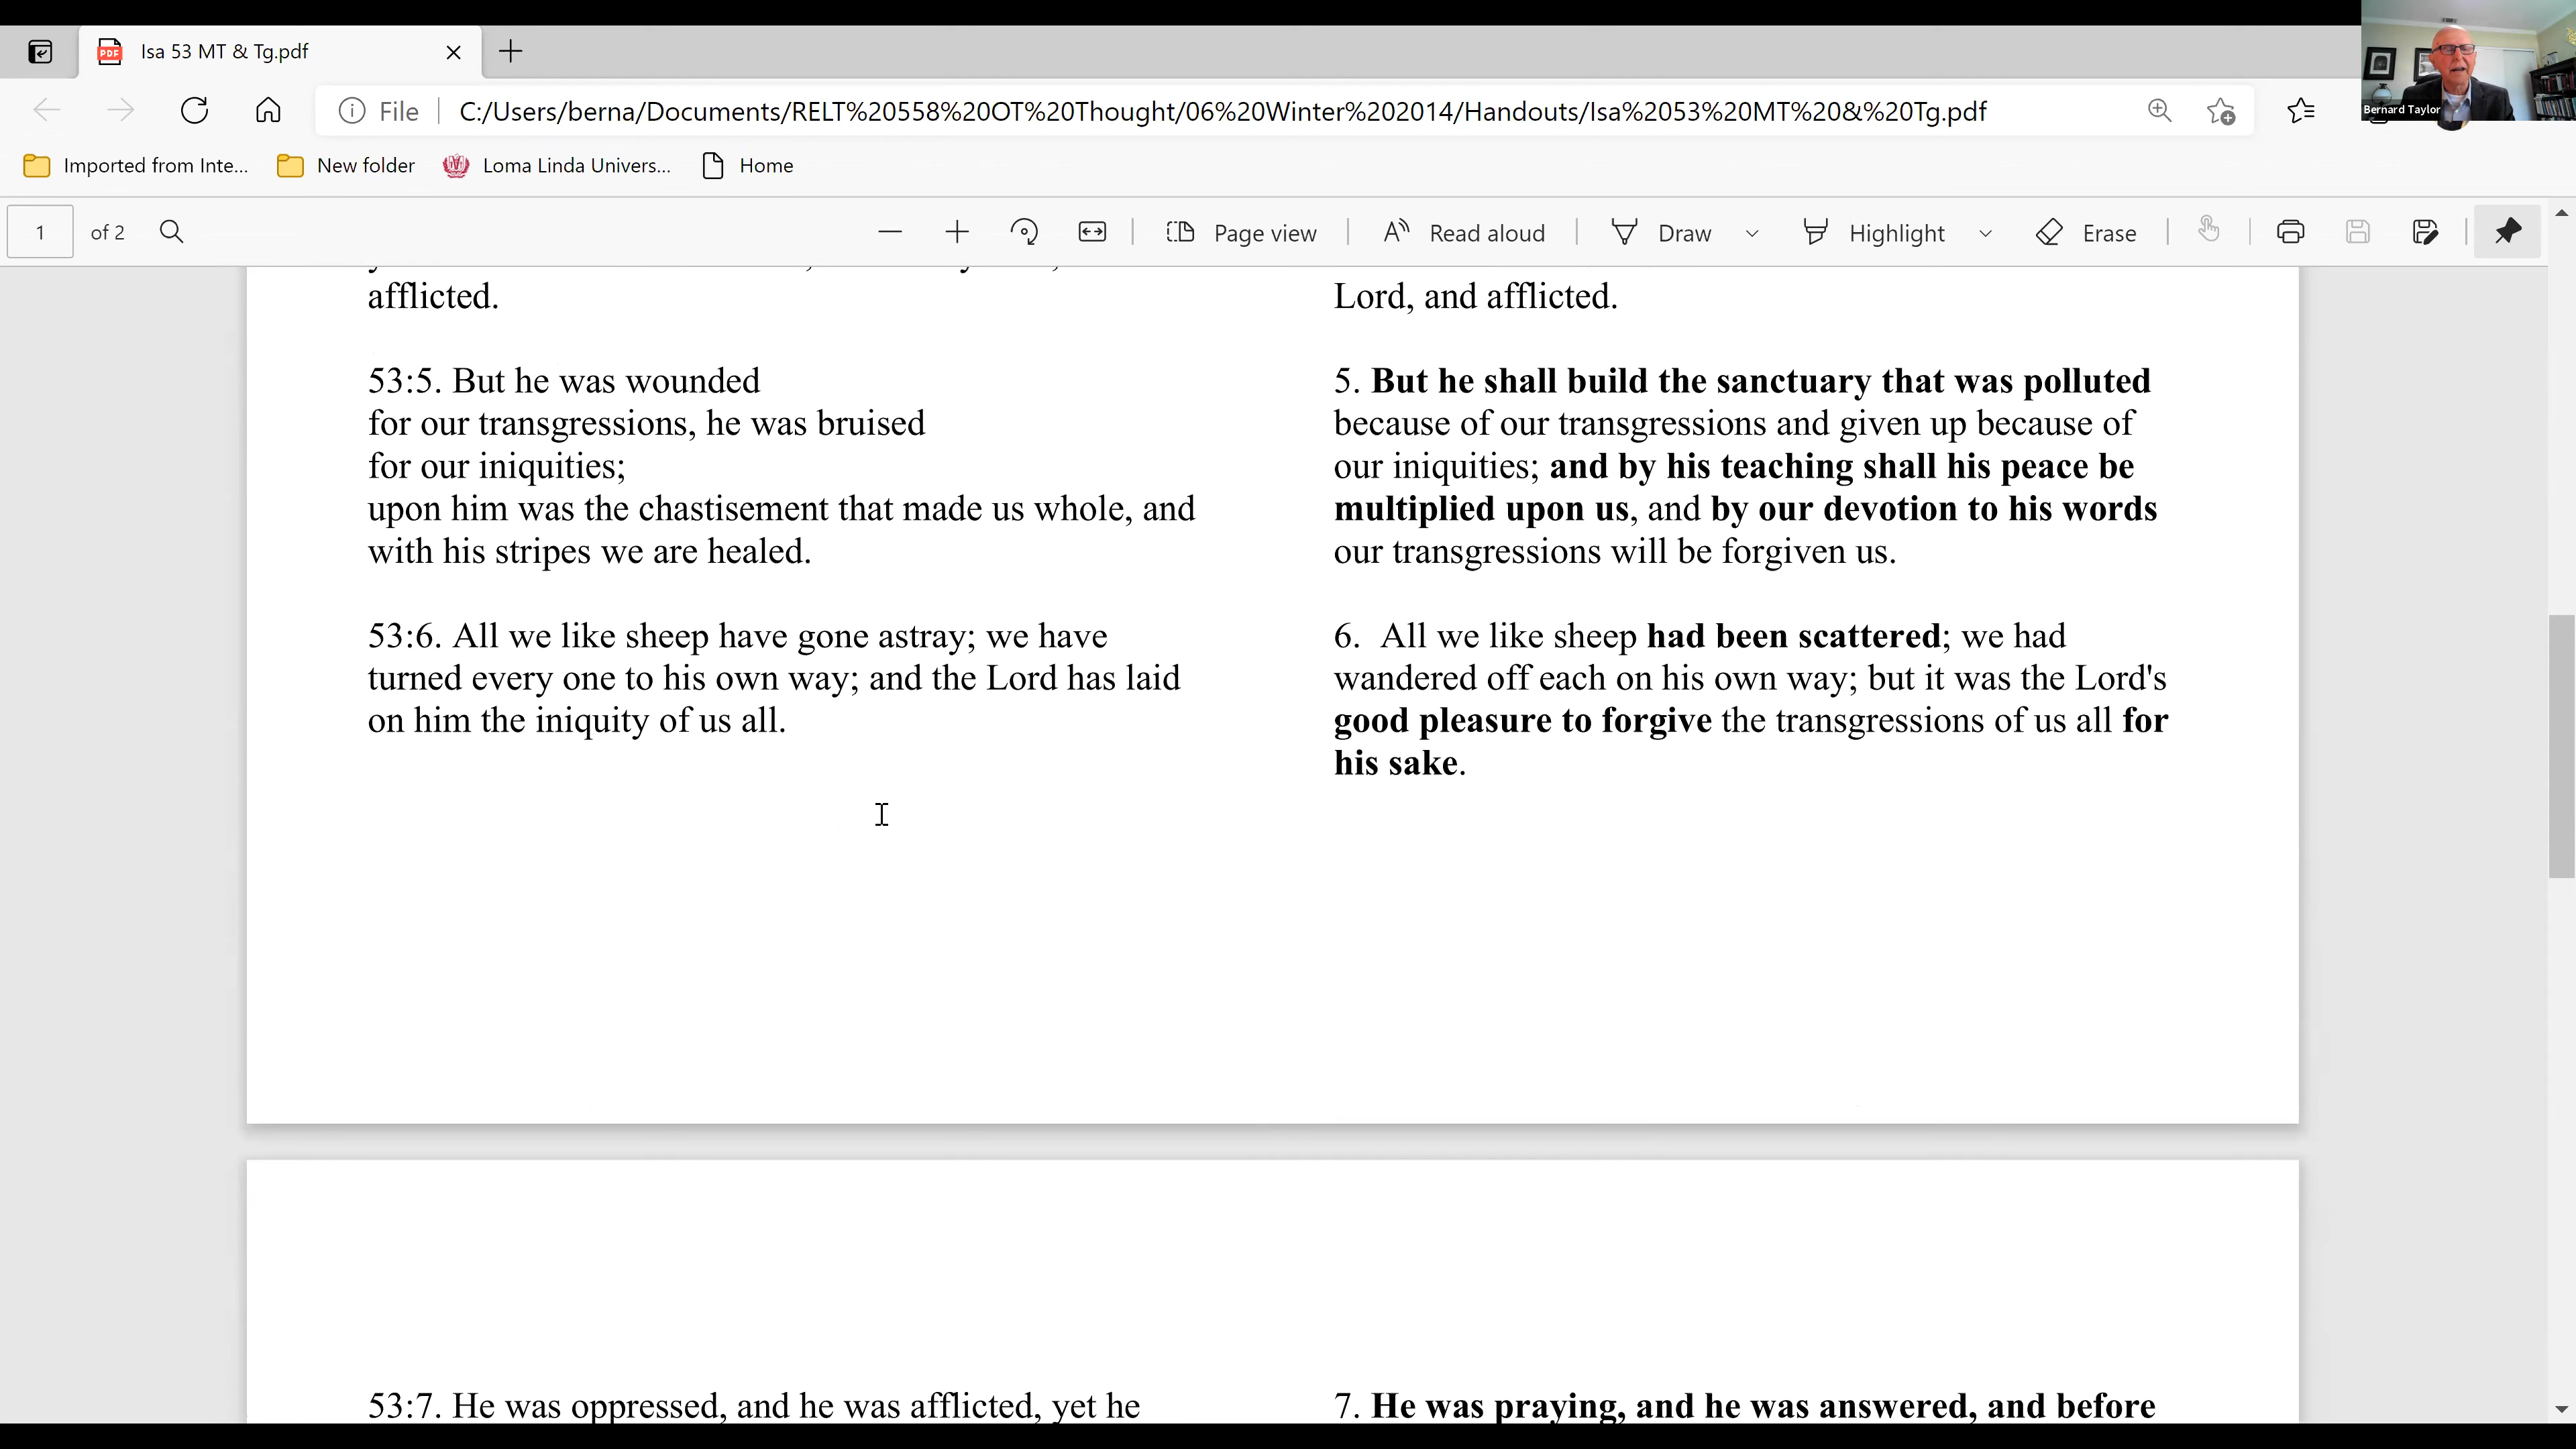 Isa 53 MT & Tg.pdf
File
C:/Users/berna/Documents/RELT%20558%20OT%20Thought/06%20Winter%202014/Handouts/Isa%2053%20MT%20&%20Tg.pdf
Bernard Taylor
Imported from Inte...
New folder
Loma Linda Univers...
Home
1 of 2
Page view
Read aloud
Draw
Highlight
Erase
afflicted.
53:5. But he was wounded
for our transgressions, he was bruised
for our iniquities;
upon him was the chastisement that made us whole, and
with his stripes we are healed.
53:6. All we like sheep have gone astray; we have
turned every one to his own way; and the Lord has laid
on him the iniquity of us all.
53:7. He was oppressed, and he was afflicted, yet he
Lord, and afflicted.
5. But he shall build the sanctuary that was polluted
because of our transgressions and given up because of
our iniquities; and by his teaching shall his peace be
multiplied upon us, and by our devotion to his words
our transgressions will be forgiven us.
6. All we like sheep had been scattered; we had
wandered off each on his own way; but it was the Lord's
good pleasure to forgive the transgressions of us all for
his sake.
7. He was praying, and he was answered, and before